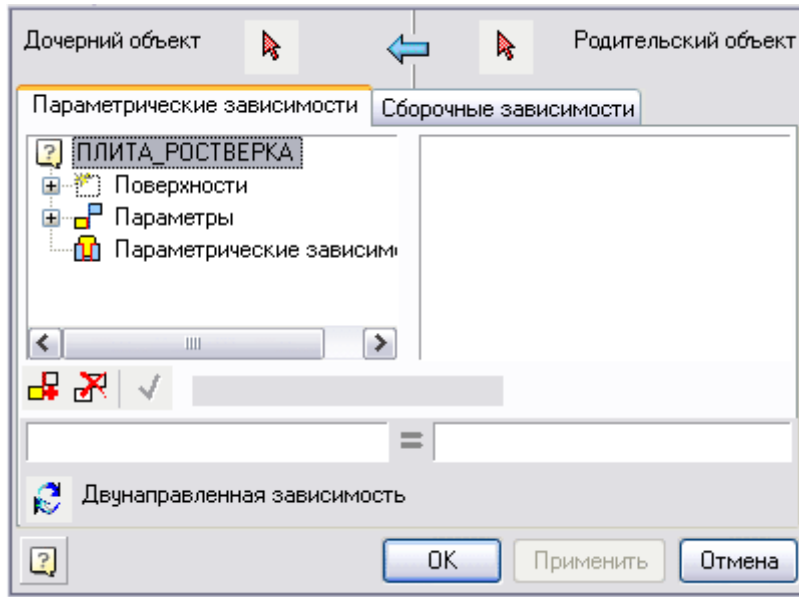 Дочерний объект Родительский объект
Параметрические зависимости Сборочные зависимости
ПЛИТА_РОСТВЕРКА
Поверхности
Параметры
Параметрические зависим
=
Двунаправленная зависимость
OK Применить Отмена